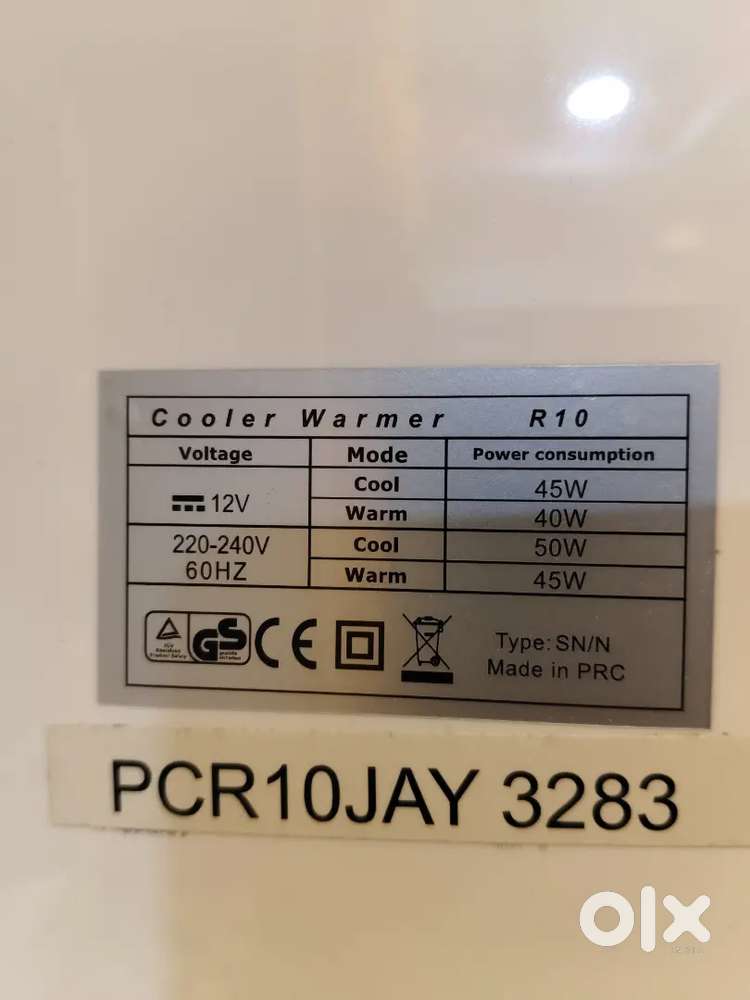 Cooler Warmer R10
Voltage Mode Power consumption
12V Cool 45W
Warm 40W
220-240V 60HZ Cool 50W
Warm 45W
GS CE
Type: SN/N
Made in PRC
PCR10JAY 3283
olx